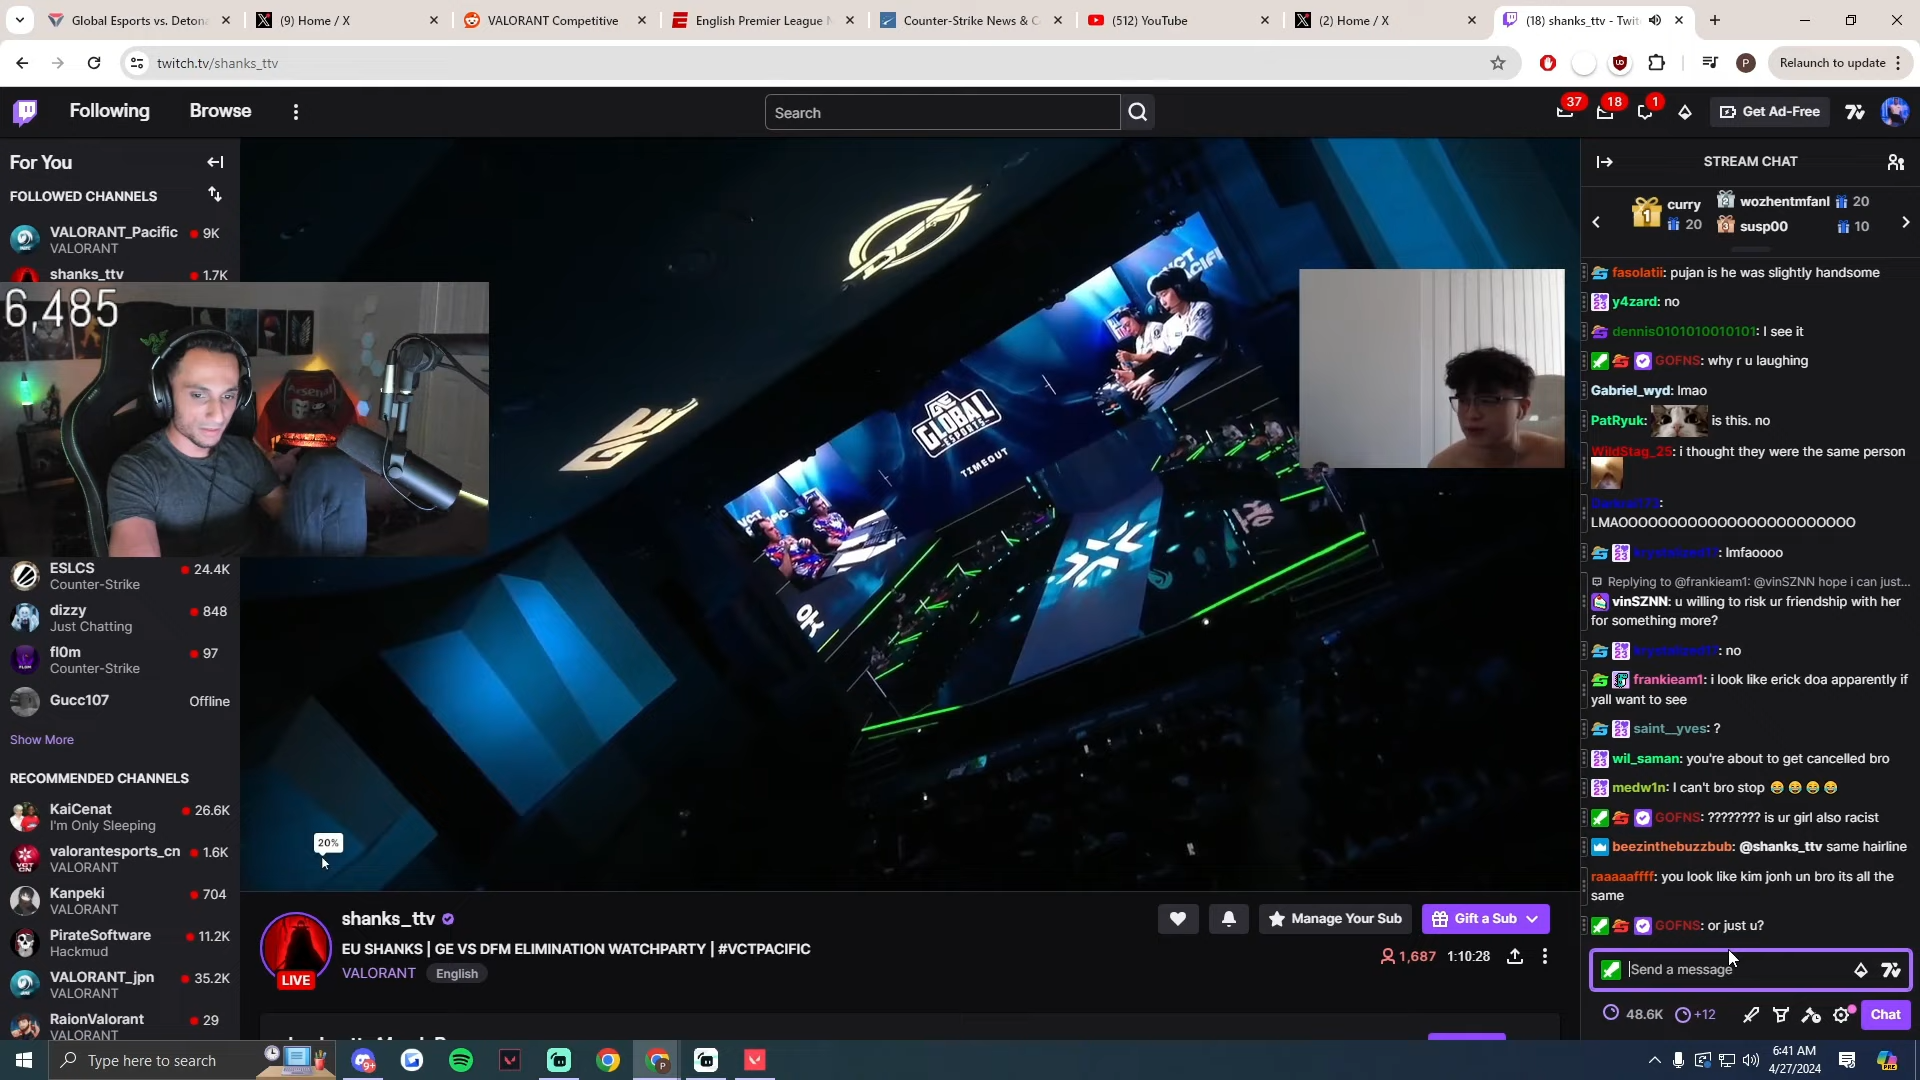 Global Esports vs. Detona
(9) Home / X
VALORANT Competitive
English Premier League N
Counter-Strike News & C
(512) YouTube
(2) Home / X
(18) shanks_ttv - Twit
twitch.tv/shanks_ttv
Relaunch to update
Following
Browse
Search
37
18
1
Get Ad-Free
For You
FOLLOWED CHANNELS
VALORANT_Pacific
9K
VALORANT
shanks_ttv
1.7K
6,485
ESLCS
24.4K
Counter-Strike
dizzy
848
Just Chatting
fl0m
97
Counter-Strike
Gucc107
Offline
Show More
RECOMMENDED CHANNELS
KaiCenat
26.6K
I'm Only Sleeping
valorantesports_cn
1.6K
VALORANT
Kanpeki
704
VALORANT
PirateSoftware
11.2K
Hackmud
VALORANT_jpn
35.2K
VALORANT
RaionValorant
29
VALORANT
GLOBAL
ESPORTS
TIMEOUT
20%
shanks_ttv
LIVE
EU SHANKS | GE VS DFM ELIMINATION WATCHPARTY | #VCTPACIFIC
VALORANT
English
Manage Your Sub
Gift a Sub
1,687
1:10:28
STREAM CHAT
1
curry
20
wozhentmfanl
20
susp00
10
fasolatii: pujan is he was slightly handsome
y4zard: no
dennis0101010010101: I see it
GOFNS: why r u laughing
Gabriel_wyd: lmao
PatRyuk: is this. no
WildStag_25: i thought they were the same person
LMAOOOOOOOOOOOOOOOOOOOOOOOO
lmfaoooo
Replying to @frankieam1: @vinSZNN hope i can just...
vinSZNN: u willing to risk ur friendship with her
for something more?
no
frankieam1: i look like erick doa apparently if
yall want to see
saint__yves: ?
wil_saman: you're about to get cancelled bro
medw1n: I can't bro stop 😂 😂 😂 😂
GOFNS: ???????? is ur girl also racist
beezinthebuzzbub: @shanks_ttv same hairline
raaaaaffff: you look like kim jonh un bro its all the
same
GOFNS: or just u?
Send a message
48.6K
+12
Chat
Type here to search
6:41 AM
4/27/2024